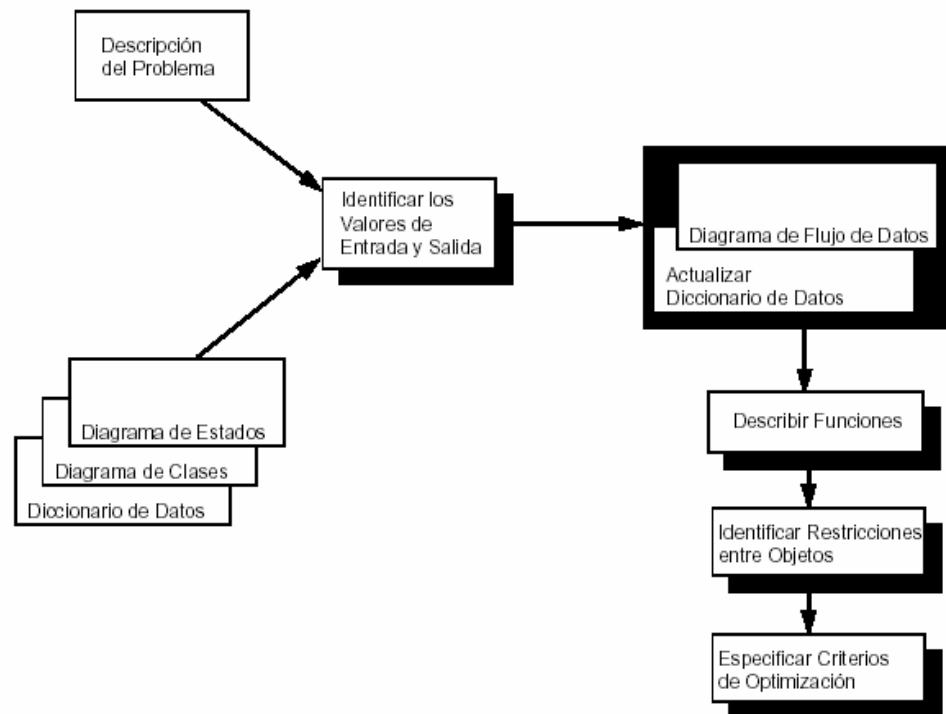 Descripción
del Problema
Identificar los
Valores de
Entrada y Salida
Diagrama de Flujo de Datos
Actualizar
Diccionario de Datos
Diagrama de Estados
Diagrama de Clases
Diccionario de Datos
Describir Funciones
Identificar Restricciones
entre Objetos
Especificar Criterios
de Optimización